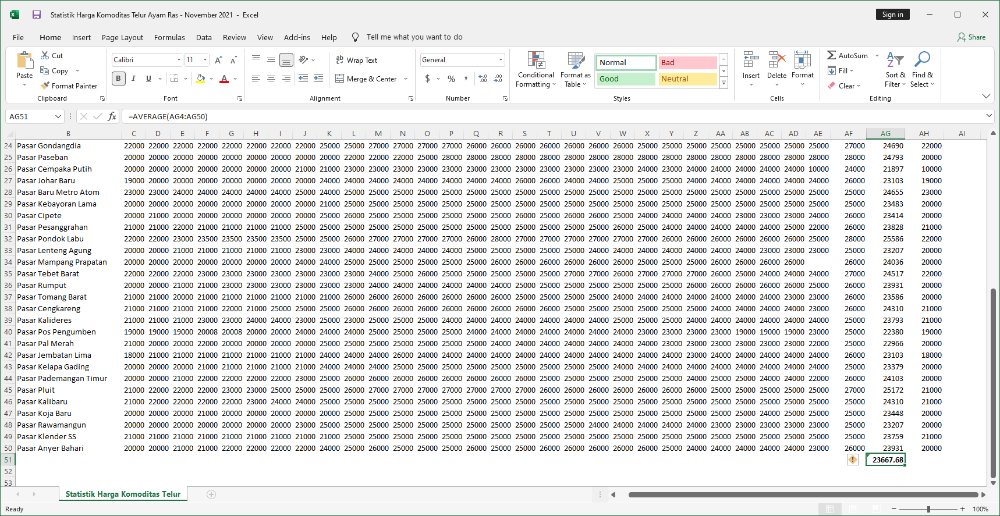 Statistik Harga Komoditas Telur Ayam Ras - November 2021 - Excel
Sign in
File Home Insert Page Layout Formulas Data Review View Add-ins Help Tell me what you want to do Share
Paste Cut Copy Format Painter Clipboard
Calibri 11 B I U A Font
Wrap Text Merge & Center Alignment
General $ % , Number
Conditional Formatting Format as Table Normal Bad Good Neutral Styles
Insert Delete Format Cells
AutoSum Fill Clear Sort & Filter Find & Select Editing
AG51 fx =AVERAGE(AG4:AG50)
B C D E F G H I J K L M N O P Q R S T U V W X Y Z AA AB AC AD AE AF AG AH AI
24 Pasar Gondangdia 22000 22000 22000 22000 22000 22000 22000 22000 25000 25000 27000 27000 27000 27000 26000 26000 26000 26000 26000 26000 26000 25000 25000 25000 25000 25000 25000 25000 25000 27000 24690 22000
25 Pasar Paseban 20000 20000 20000 20000 20000 20000 20000 20000 20000 22000 22000 22000 25000 28000 28000 28000 28000 28000 28000 28000 28000 28000 28000 28000 28000 28000 28000 28000 28000 28000 24793 20000
26 Pasar Cempaka Putih 20000 20000 20000 20000 20000 20000 20000 21000 21000 23000 23000 23000 23000 23000 23000 23000 23000 23000 23000 23000 23000 24000 23000 24000 24000 24000 24000 24000 10000 24000 21897 10000
27 Pasar Johar Baru 19000 20000 20000 20000 20000 20000 20000 20000 24000 24000 24000 24000 24000 24000 24000 24000 26000 26000 24000 24000 24000 25000 25000 24000 24000 24000 24000 24000 24000 26000 23103 19000
28 Pasar Baru Metro Atom 23000 23000 24000 24000 24000 24000 24000 25000 25000 24000 25000 25000 25000 25000 25000 25000 25000 25000 25000 25000 25000 25000 25000 25000 25000 25000 25000 25000 25000 25000 24655 23000
29 Pasar Kebayoran Lama 20000 20000 20000 20000 20000 20000 20000 20000 21000 25000 25000 25000 25000 25000 25000 25000 25000 25000 25000 25000 25000 25000 25000 25000 25000 25000 25000 25000 25000 25000 23483 20000
30 Pasar Cipete 20000 21000 20000 20000 20000 20000 20000 25000 25000 26000 25000 25000 25000 25000 26000 25000 25000 26000 25000 25000 25000 24000 24000 24000 24000 23000 23000 23000 24000 26000 23414 20000
31 Pasar Pesanggrahan 21000 21000 22000 21000 21000 21000 21000 25000 25000 25000 25000 25000 25000 25000 26000 25000 25000 25000 25000 25000 26000 25000 24000 24000 24000 24000 24000 25000 22000 26000 23828 21000
32 Pasar Pondok Labu 22000 22000 23000 23500 23500 23500 23500 25000 25000 26000 27000 27000 27000 27000 26000 28000 27000 27000 27000 27000 27000 27000 26000 26000 26000 26000 26000 26000 25000 28000 25586 22000
33 Pasar Lenteng Agung 20000 20000 21000 21000 21000 21000 21000 23000 23000 24000 24000 24000 24000 24000 25000 25000 25000 25000 25000 24000 24000 24000 24000 24000 24000 24000 23000 23000 23000 25000 23207 20000
34 Pasar Mampang Prapatan 20000 20000 20000 20000 20000 20000 20000 24000 24000 25000 25000 25000 25000 25000 25000 25000 25000 25000 26000 26000 26000 26000 26000 26000 26000 26000 26000 26000 26000 24036 20000
35 Pasar Tebet Barat 22000 22000 22000 23000 23000 23000 23000 23000 23000 23000 24000 25000 26000 25000 25000 25000 25000 25000 27000 27000 26000 27000 27000 27000 26000 25000 24000 24000 24000 27000 24517 22000
36 Pasar Rumput 20000 20000 21000 21000 23000 23000 23000 23000 23000 23000 24000 24000 24000 24000 24000 24000 25000 25000 25000 25000 24000 25000 25000 26000 26000 26000 26000 26000 25000 26000 23931 20000
37 Pasar Tomang Barat 21000 20000 21000 21000 21000 21000 20000 21000 21000 25000 26000 26000 26000 26000 26000 26000 25000 25000 25000 25000 24000 26000 25000 25000 24000 24000 24000 23000 23000 26000 23586 20000
38 Pasar Cengkareng 21000 21000 21000 21000 22000 21000 25000 25000 25000 26000 26000 26000 26000 26000 26000 26000 26000 26000 25000 25000 25000 25000 25000 24000 24000 24000 24000 24000 23000 26000 24310 21000
39 Pasar Kalideres 21000 21000 21000 23000 23000 24000 24000 23000 25000 23000 25000 25000 25000 24000 24000 24000 24000 24000 24000 24000 24000 25000 25000 25000 24000 24000 24000 24000 24000 25000 23793 21000
40 Pasar Pos Pengumben 19000 19000 19000 20008 20008 20000 20000 24000 24000 24000 25000 25000 25000 25000 24000 24000 24000 24000 25000 25000 24000 23000 23000 23000 23000 19000 19000 19000 23000 25000 22380 19000
41 Pasar Pal Merah 21000 20000 20000 22000 20000 20000 20000 20000 25000 24000 24000 24000 24000 24000 24000 24000 24000 24000 24000 24000 24000 23000 23000 23000 23000 23000 23000 23000 22000 25000 22966 20000
42 Pasar Jembatan Lima 18000 21000 21000 21000 21000 21000 21000 21000 24000 24000 24000 26000 24000 24000 24000 25000 25000 24000 25000 24000 24000 24000 23000 23000 24000 24000 24000 24000 24000 26000 23103 18000
43 Pasar Kelapa Gading 20000 20000 20000 21000 21000 21000 21000 21000 24000 24000 24000 25000 25000 25000 25000 25000 25000 25000 25000 25000 24000 24000 24000 24000 24000 24000 24000 24000 24000 25000 23379 20000
44 Pasar Pademangan Timur 20000 20000 21000 22000 22000 22000 22000 23000 25000 26000 26000 26000 26000 26000 25000 25000 25000 25000 25000 26000 26000 25000 25000 25000 24000 24000 24000 24000 22000 26000 24103 20000
45 Pasar Pluit 21000 22000 22000 22000 23000 23000 25000 25000 25000 26000 27000 27000 27000 27000 27000 27000 26000 26000 26000 26000 26000 26000 26000 25000 25000 25000 25000 25000 25000 27000 25172 21000
46 Pasar Kalibaru 21000 22000 22000 22000 22000 23000 24000 24000 25000 25000 25000 25000 25000 25000 25000 25000 25000 25000 25000 25000 25000 25000 25000 25000 25000 25000 25000 25000 25000 25000 24310 21000
47 Pasar Koja Baru 20000 20000 20000 21000 20000 20000 20000 20000 20000 25000 25000 25000 25000 25000 25000 25000 25000 25000 25000 25000 25000 25000 25000 25000 25000 25000 24000 25000 25000 25000 23448 20000
48 Pasar Rawamangun 20000 20000 20000 20000 20000 20000 20000 23000 25000 25000 25000 25000 25000 25000 25000 25000 25000 25000 25000 24000 24000 24000 24000 24000 23000 23000 23000 23000 23000 25000 23207 20000
49 Pasar Klender SS 21000 21000 21000 21000 21000 21000 21000 21000 21000 25000 25000 25000 25000 25000 25000 25000 25000 25000 25000 25000 25000 25000 25000 25000 25000 25000 25000 25000 25000 25000 23759 21000
50 Pasar Anyer Bahari 20000 20000 21000 21000 22000 22000 22000 22000 24000 25000 26000 25000 25000 25000 26000 25000 25000 26000 26000 26000 26000 26000 25000 24000 24000 24000 24000 24000 23000 26000 23931 20000
51 23667.68
52
53
Statistik Harga Komoditas Telur
Ready 100%